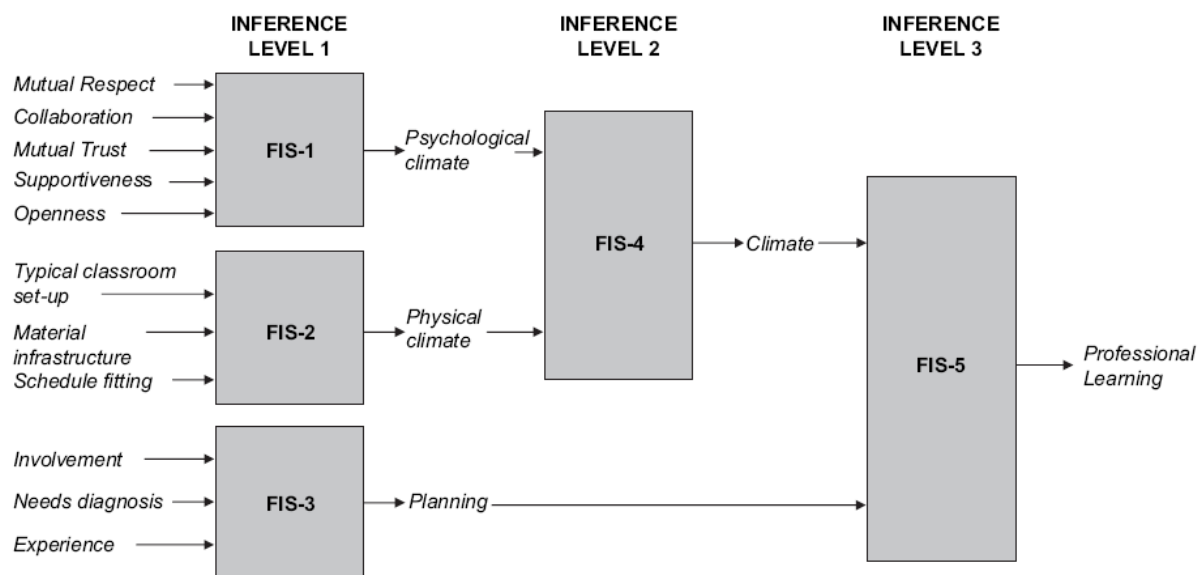 INFERENCE
LEVEL 1
INFERENCE
LEVEL 2
INFERENCE
LEVEL 3
Mutual Respect
Collaboration
Mutual Trust
Supportiveness
Openness
FIS-1
Psychological
climate
Typical classroom
set-up
Material
infrastructure
Schedule fitting
FIS-2
Physical
climate
FIS-4
Climate
Involvement
Needs diagnosis
Experience
FIS-3
Planning
FIS-5
Professional
Learning